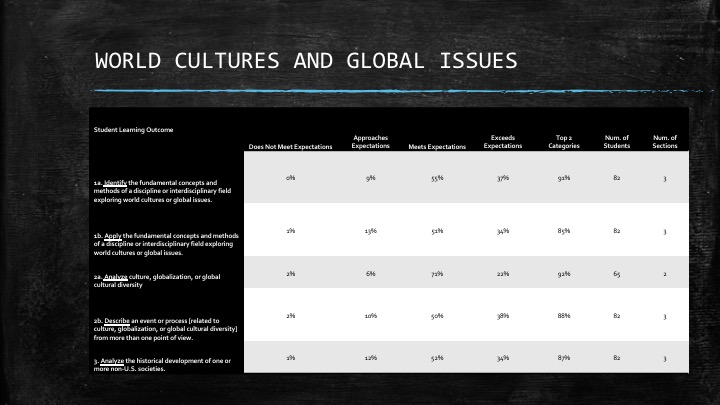 WORLD CULTURES AND GLOBAL ISSUES
Student Learning Outcome
Does Not Meet Expectations
Approaches
Expectations
Meets Expectations
Exceeds
Expectations
Top 2
Categories
Num. of
Students
Num. of
Sections
1a. Identify the fundamental concepts and
methods of a discipline or interdisciplinary field
exploring world cultures or global issues.
0% 9% 55% 37% 91% 82 3
1b. Apply the fundamental concepts and methods
of a discipline or interdisciplinary field exploring
world cultures or global issues.
1% 13% 51% 34% 85% 82 3
2a. Analyze culture, globalization, or global
cultural diversity
2% 6% 71% 22% 92% 65 2
2b. Describe an event or process [related to
culture, globalization, or global cultural diversity]
from more than one point of view.
2% 10% 50% 38% 88% 82 3
3. Analyze the historical development of one or
more non-U.S. societies.
1% 12% 52% 34% 87% 82 3